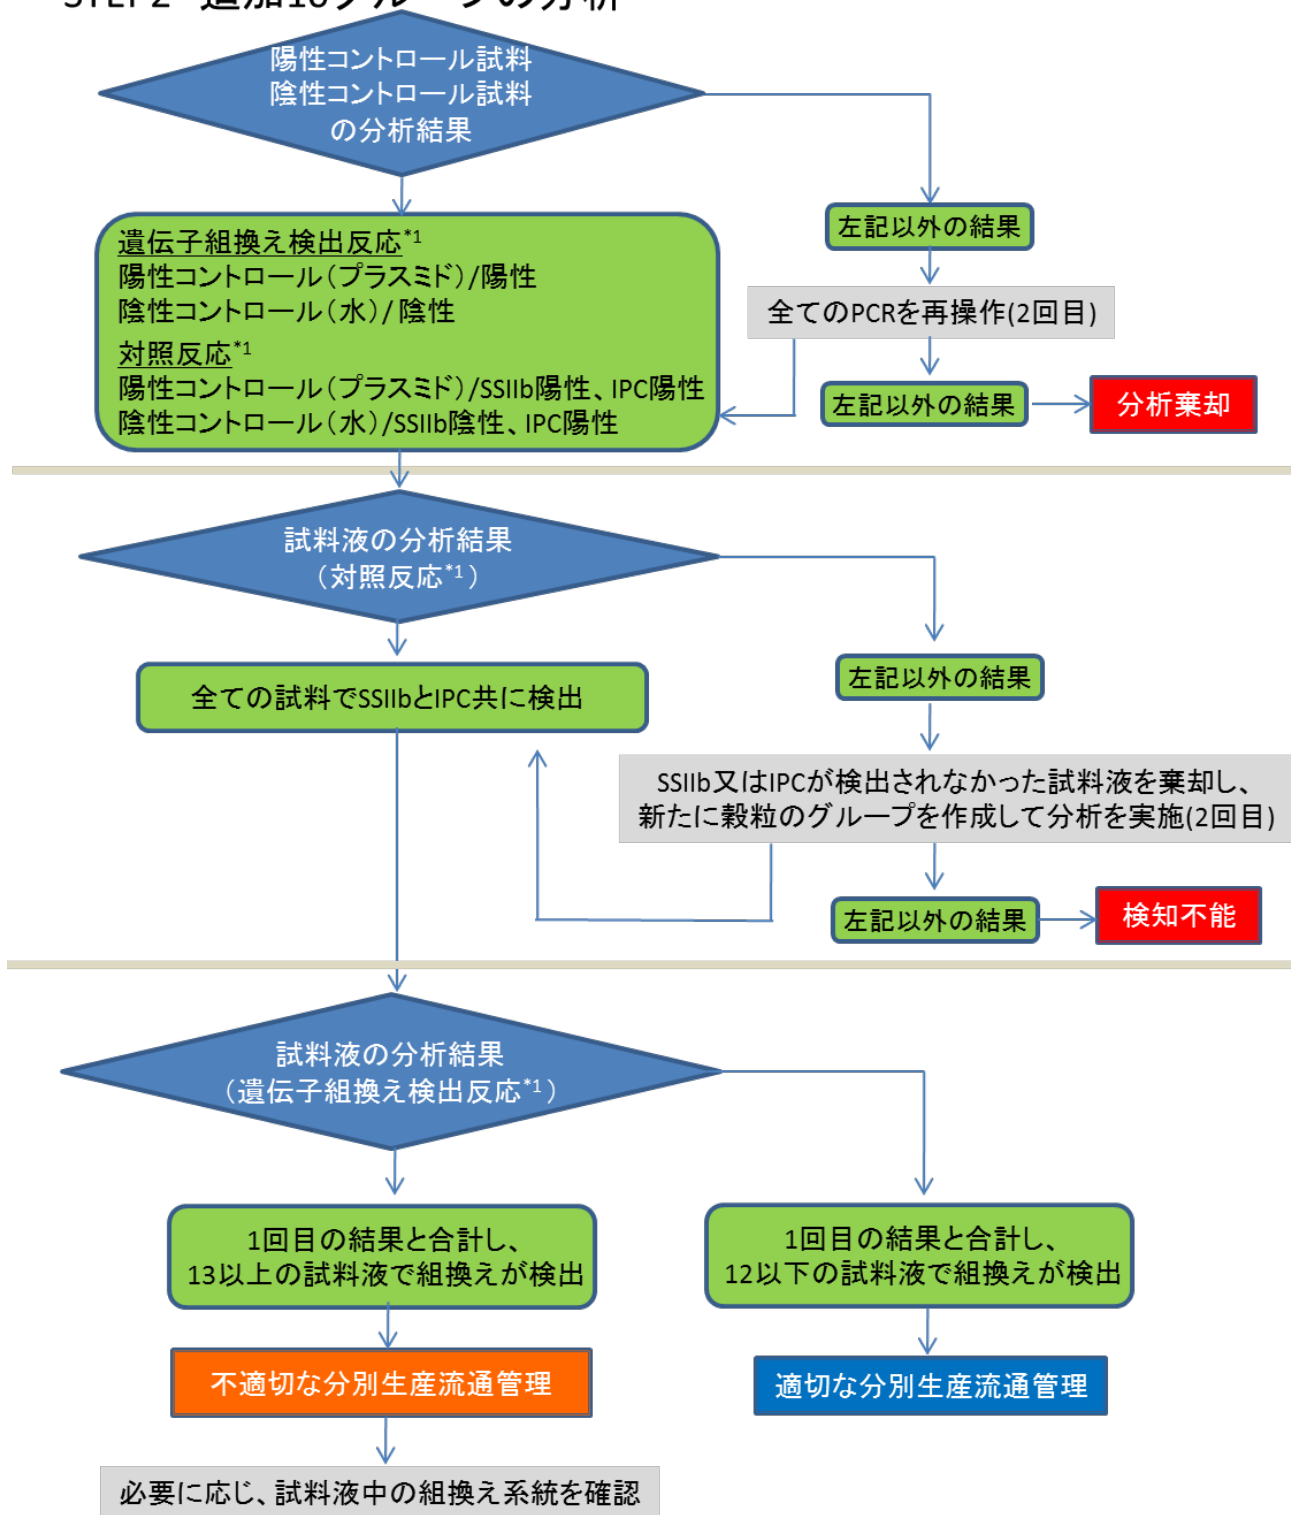 STEP2 追加10グループの分析
陽性コントロール試料
陰性コントロール試料
の分析結果
遺伝子組換え検出反応*1
陽性コントロール（プラスミド）/陽性
陰性コントロール（水）/陰性
対照反応*1
陽性コントロール（プラスミド）/SSIIb陽性、IPC陽性
陰性コントロール（水）/SSIIb陰性、IPC陽性
左記以外の結果
全てのPCRを再操作(2回目)
左記以外の結果
分析棄却
試料液の分析結果
（対照反応*1）
全ての試料でSSIIbとIPC共に検出
左記以外の結果
SSIIb又はIPCが検出されなかった試料液を棄却し、
新たに穀粒のグループを作成して分析を実施(2回目)
左記以外の結果
検知不能
試料液の分析結果
（遺伝子組換え検出反応*1）
1回目の結果と合計し、
13以上の試料液で組換えが検出
1回目の結果と合計し、
12以下の試料液で組換えが検出
不適切な分別生産流通管理
適切な分別生産流通管理
必要に応じ、試料液中の組換え系統を確認